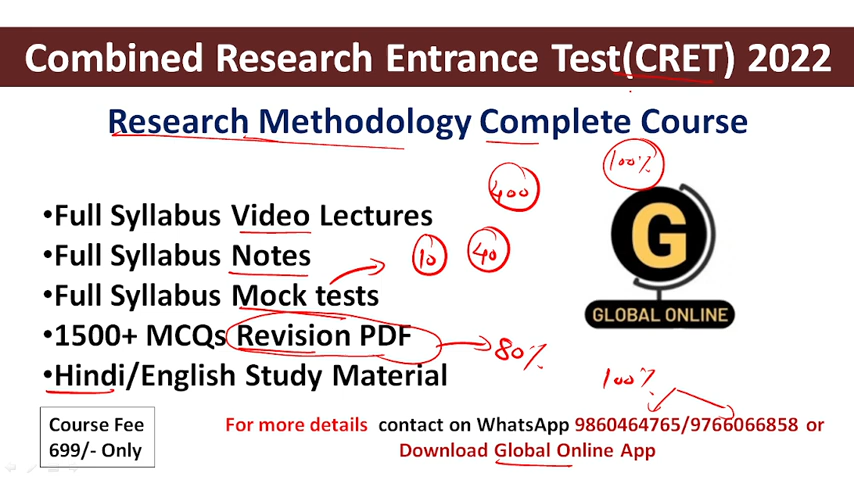 Combined Research Entrance Test(CRET) 2022
Research Methodology Complete Course
100%
400
•Full Syllabus Video Lectures
•Full Syllabus Notes
10 40
•Full Syllabus Mock tests
G
GLOBAL ONLINE
•1500+ MCQs Revision PDF
80%
•Hindi/English Study Material
100%
Course Fee
699/- Only
For more details contact on WhatsApp 9860464765/9766066858 or
Download Global Online App